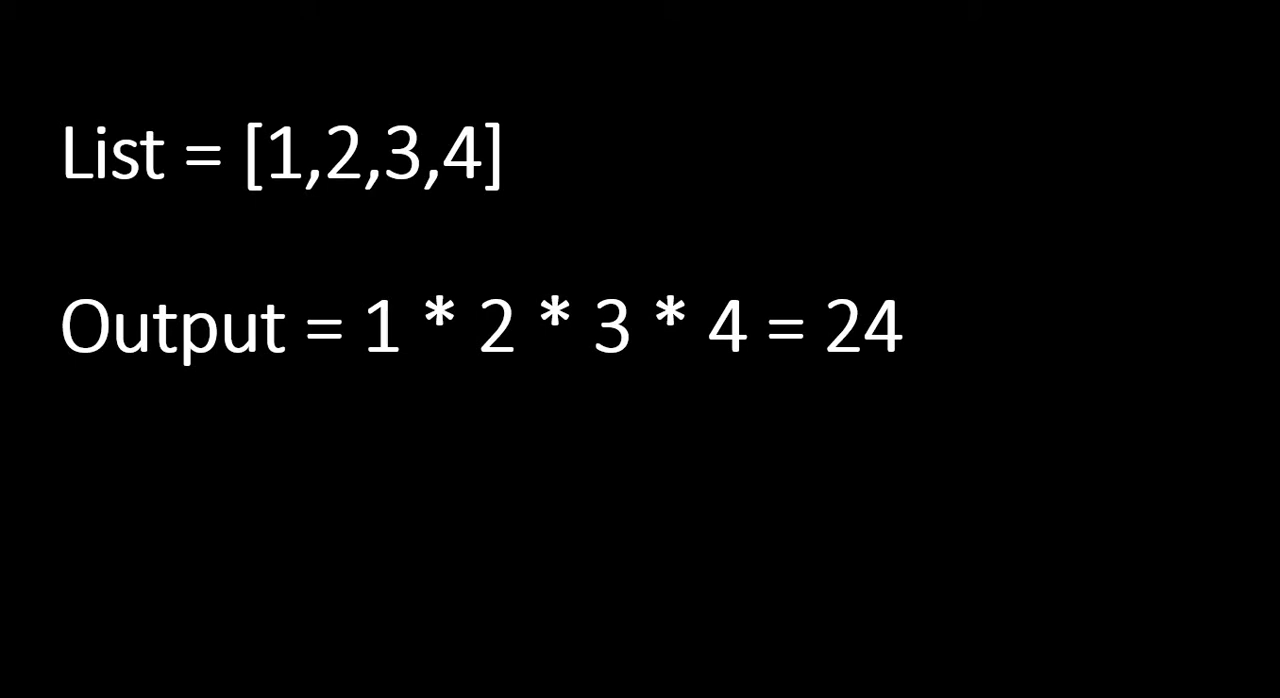 List = [1,2,3,4]
Output = 1 * 2 * 3 * 4 = 24